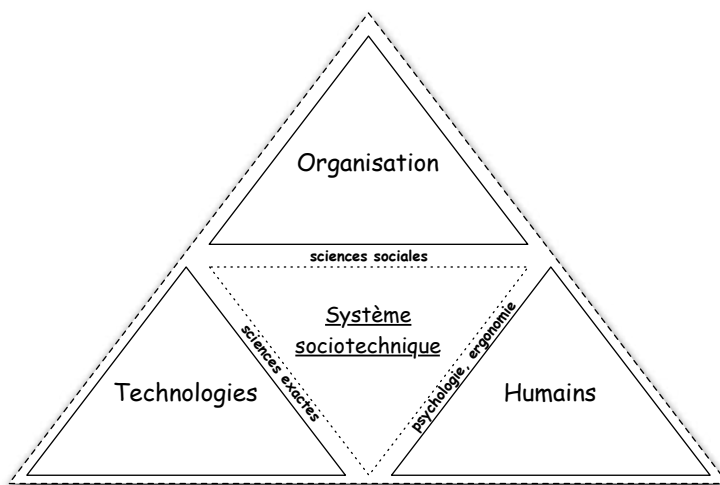 Organisation
sciences sociales
Système
sociotechnique
sciences exactes
psychologie, ergonomie
Technologies
Humains